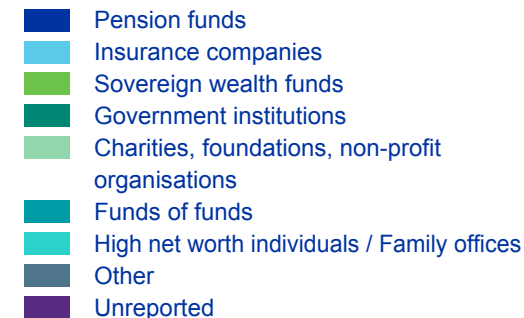 Pension funds
Insurance companies
Sovereign wealth funds
Government institutions
Charities, foundations, non-profit
organisations
Funds of funds
High net worth individuals / Family offices
Other
Unreported